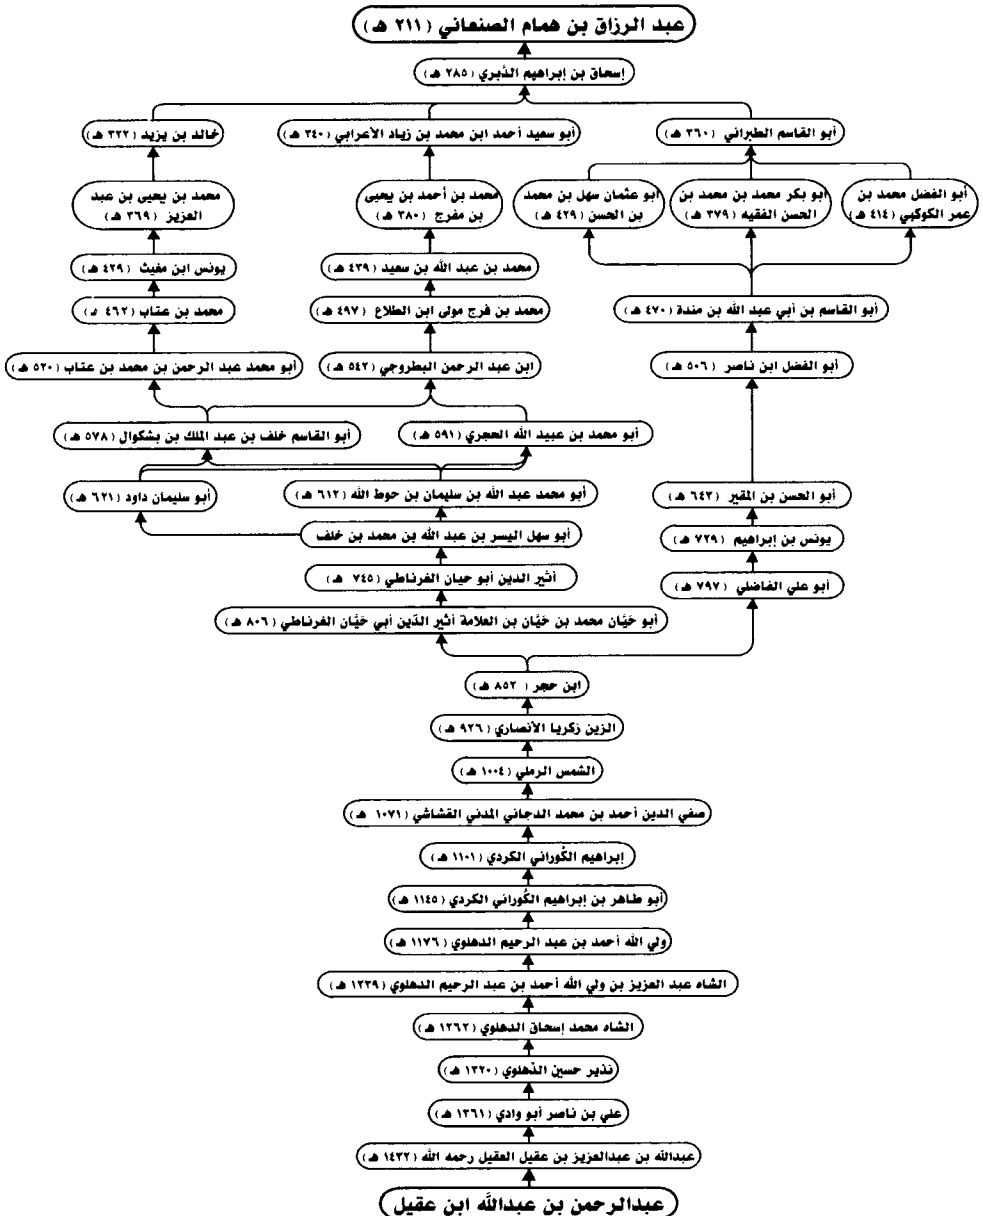 عبد الرزاق بن همام الصنعاني (٢١١ هـ)
إسحاق بن إبراهيم الدَّبري (٢٨٥ هـ)
أبو القاسم الطبراني (٣٦٠ هـ)
أبو سعيد أحمد ابن محمد بن زياد الأعرابي (٣٤٠ هـ)
خالد بن يزيد (٣٢٢ هـ)
أبو الفضل محمد بن
عمر الكوكبي (٤١٤ هـ)
أبو بكر محمد بن محمد بن
الحسن الفقيه (٣٧٩ هـ)
أبو عثمان سهل بن محمد
بن الحسن (٤٢٩ هـ)
محمد بن أحمد بن يحيى
بن مفرج (٣٨٠ هـ)
محمد بن يحيى بن عبد
العزيز (٣٦٩ هـ)
محمد بن عبد الله بن سعيد (٤٣٩ هـ)
يونس ابن مغيث (٤٢٩ هـ)
أبو القاسم بن أبي عبد الله بن مندة (٤٧٠ هـ)
محمد بن فرج مولى ابن الطلاع (٤٩٧ هـ)
محمد بن عتاب (٤٦٢ هـ)
أبو الفضل ابن ناصر (٥٠٦ هـ)
ابن عبد الرحمن البطروجي (٥٤٢ هـ)
أبو محمد عبد الرحمن بن محمد بن عتاب (٥٢٠ هـ)
أبو محمد بن عبيد الله الحجري (٥٩١ هـ)
أبو القاسم خلف بن عبد الملك بن بشكوال (٥٧٨ هـ)
أبو الحسن بن المقير (٦٤٣ هـ)
أبو محمد عبد الله بن سليمان بن حوط الله (٦١٢ هـ)
أبو سليمان داود (٦٢١ هـ)
يونس بن إبراهيم (٧٢٩ هـ)
أبو سهل اليسر بن عبد الله بن محمد بن خلف
أبو علي الفاضلي (٧٩٧ هـ)
أثير الدين أبو حيان الغرناطي (٧٤٥ هـ)
أبو حَيَّان محمد بن حَيَّان بن العلامة أثير الدِّين أبي حَيَّان الغرناطي (٨٠٦ هـ)
ابن حجر (٨٥٢ هـ)
الزين زكريا الأنصاري (٩٢٦ هـ)
الشمس الرملي (١٠٠٤ هـ)
صفي الدين أحمد بن محمد الدجاني المدني القشاشي (١٠٧١ هـ)
إبراهيم الكُوراني الكردي (١١٠١ هـ)
أبو طاهر بن إبراهيم الكُوراني الكردي (١١٤٥ هـ)
ولي الله أحمد بن عبد الرحيم الدهلوي (١١٧٦ هـ)
الشاه عبد العزيز بن ولي الله أحمد بن عبد الرحيم الدهلوي (١٢٣٩ هـ)
الشاه محمد إسحاق الدهلوي (١٢٦٢ هـ)
نذير حسين الدِّهلوي (١٣٢٠ هـ)
علي بن ناصر أبو وادي (١٣٦١ هـ)
عبدالله بن عبدالعزيز بن عقيل العقيل رحمه الله (١٤٣٢ هـ)
عبدالرحمن بن عبدالله ابن عقيل